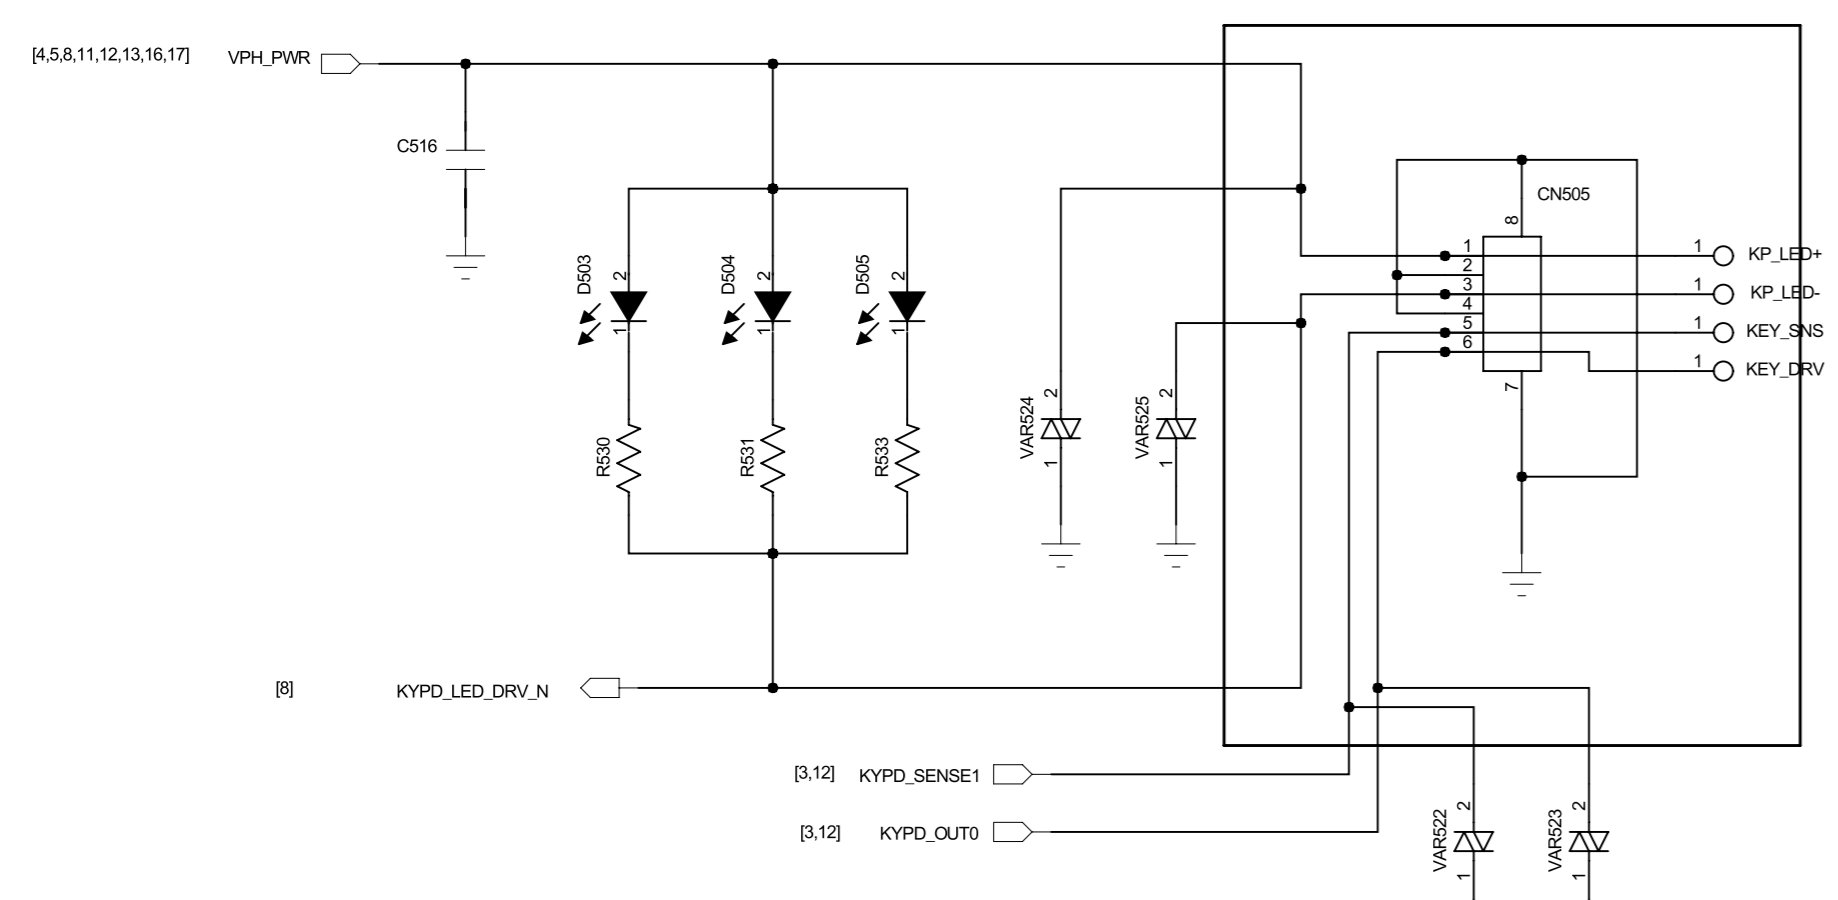 [4,5,8,11,12,13,16,17] VPH_PWR
C516
CN505
8
D503 2 1
D504 2 1
D505 2 1
1 1 KP_LED+
2
3 1 KP_LED-
4
5 1 KEY_SNS
6 1 KEY_DRV
7
VAR524 2 1
VAR525 2 1
R530
R531
R533
[8] KYPD_LED_DRV_N
[3,12] KYPD_SENSE1
[3,12] KYPD_OUT0
VAR522 2 1
VAR523 2 1